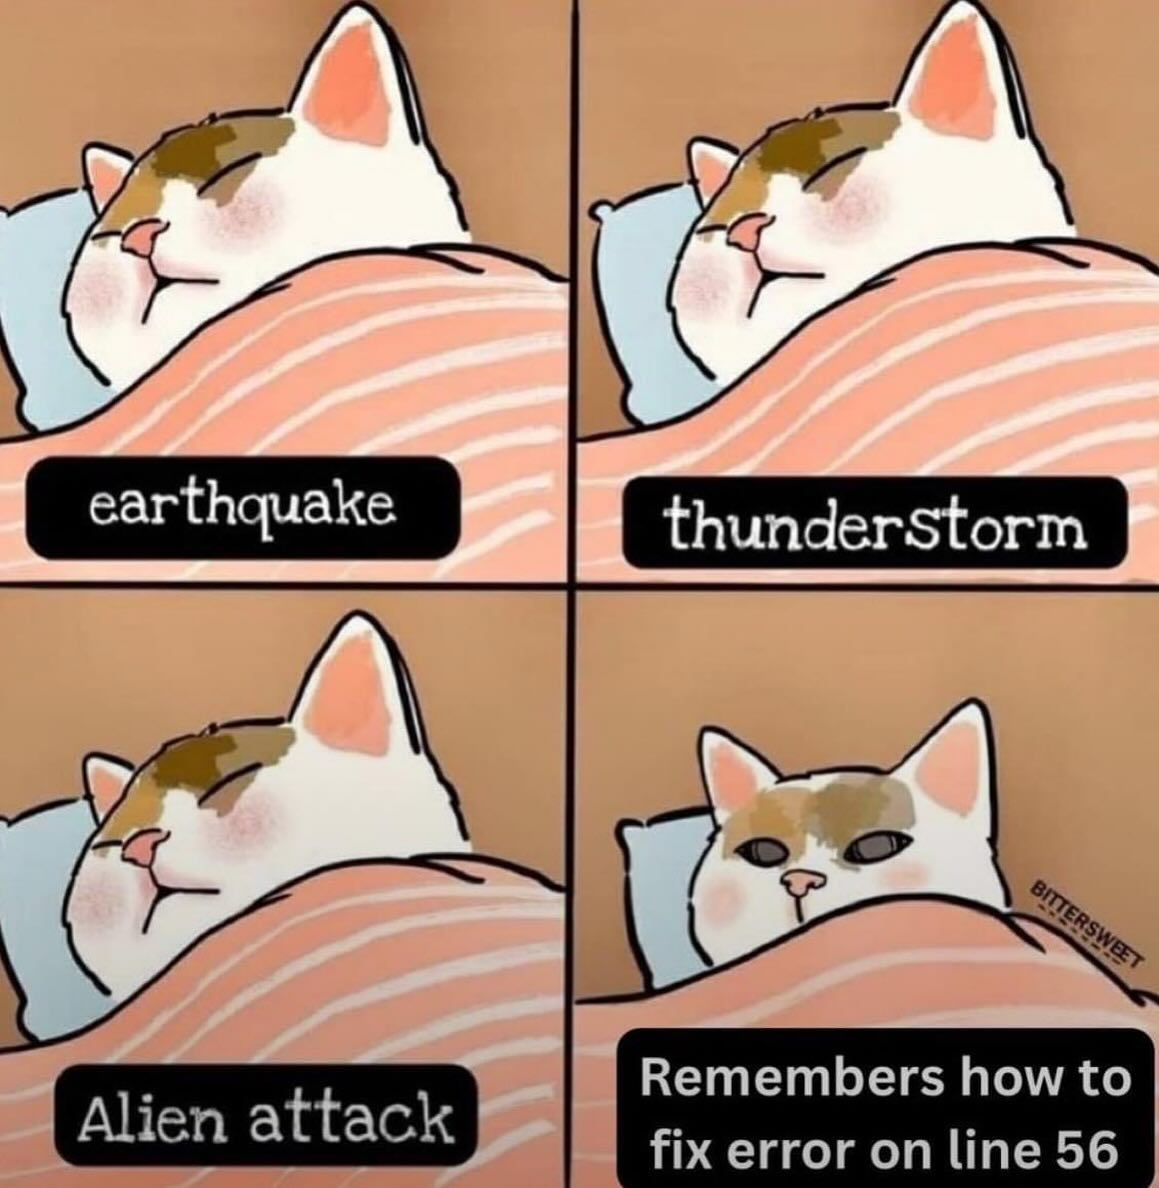 earthquake
thunderstorm
Alien attack
BITTERSWEET
Remembers how to
fix error on line 56